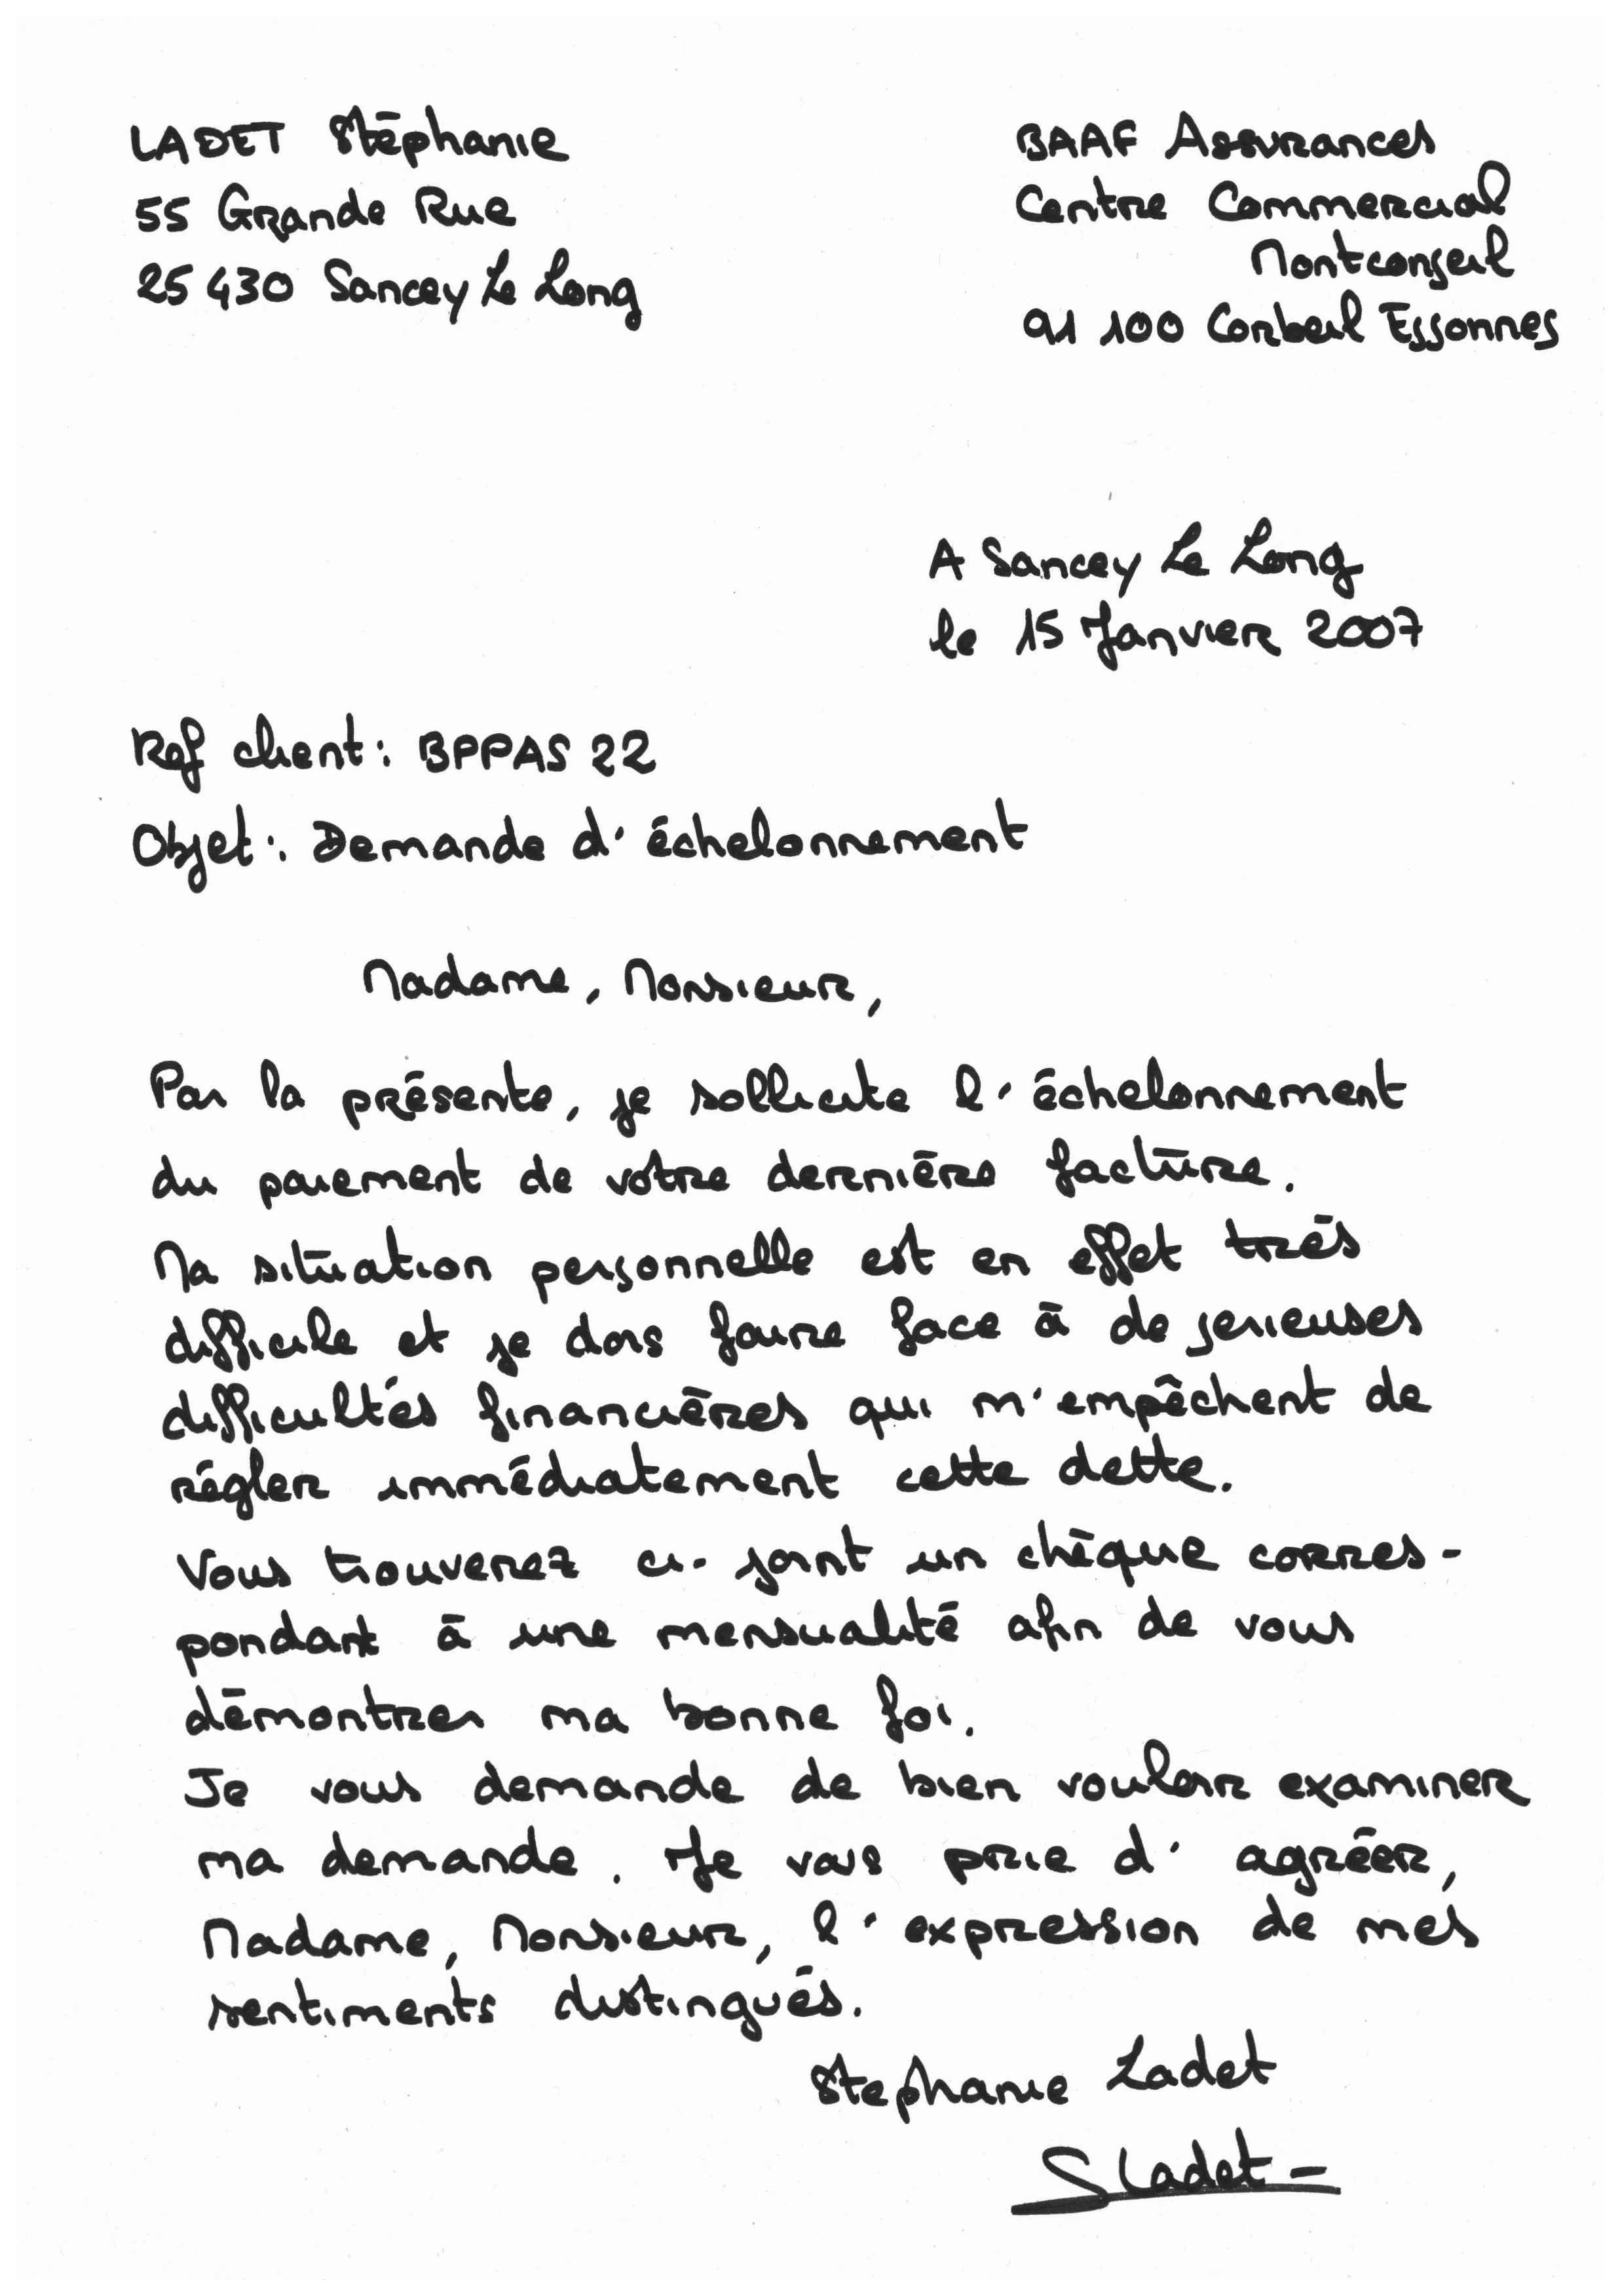 LADET Stéphanie
55 Grande Rue
25 430 Sancey Le Long
BAAF Assurances
Centre Commercial
Montconseil
91 100 Corbeil Essonnes
A Sancey Le Long
le 15 Janvier 2007
Ref client : BPPAS 22
Objet : Demande d'échelonnement
Madame, Monsieur,
Par la présente, je sollicite l'échelonnement
du paiement de votre dernière facture.
Ma situation personnelle est en effet très
difficile et je dois faire face à de serieuses
difficultés financières qui m'empêchent de
régler immédiatement cette dette.
Vous trouverez ci-joint un chèque corres-
pondant à une mensualité afin de vous
démontrer ma bonne foi.
Je vous demande de bien vouloir examiner
ma demande. Je vous prie d'agréer,
Madame, Monsieur, l'expression de mes
sentiments distingués.
Stephanie Ladet
SLadet